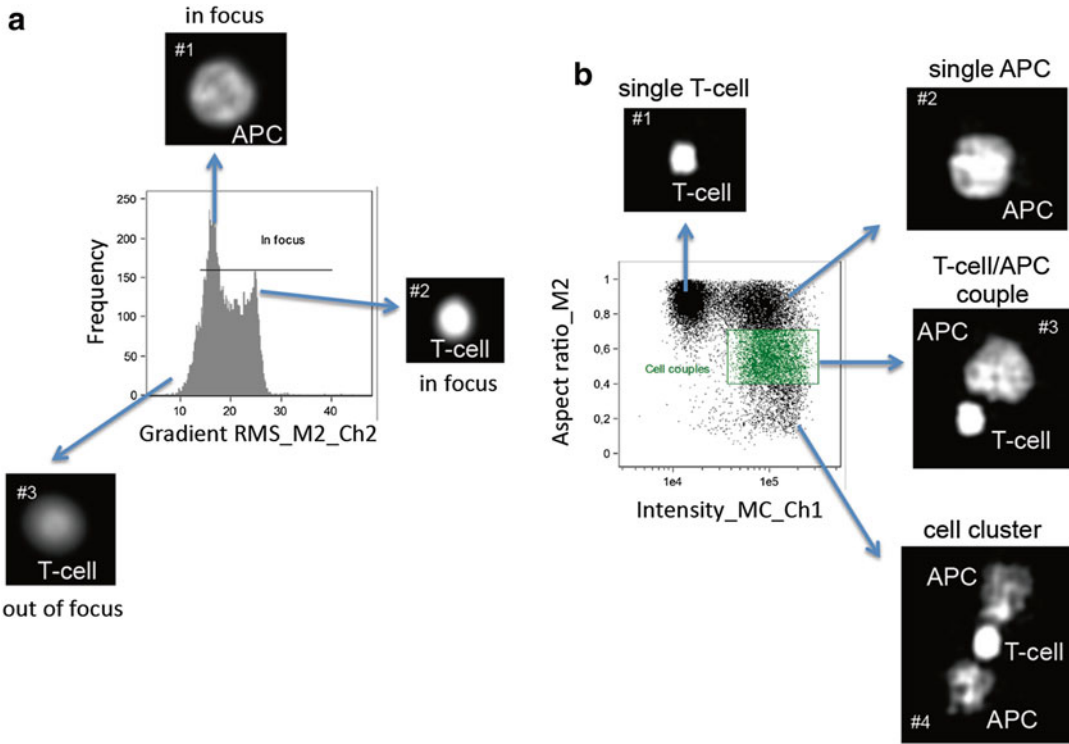 a
in focus
#1
APC
250
200
150
100
50
0
Frequency
In focus
10 20 30 40
Gradient RMS_M2_Ch2
#2
T-cell
in focus
#3
T-cell
out of focus
b
single T-cell
#1
T-cell
single APC
#2
APC
1
0,8
0,6
0,4
0,2
0
Aspect ratio_M2
Cell couples
1e4 1e5
Intensity_MC_Ch1
T-cell/APC
couple
APC
#3
T-cell
cell cluster
APC
T-cell
APC
#4